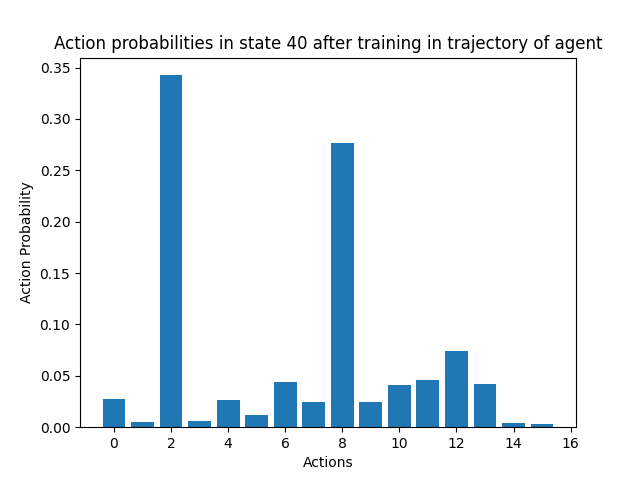 Action probabilities in state 40 after training in trajectory of agent
0.35
0.30
0.25
0.20
0.15
0.10
0.05
0.00
Action Probability
0 2 4 6 8 10 12 14 16
Actions